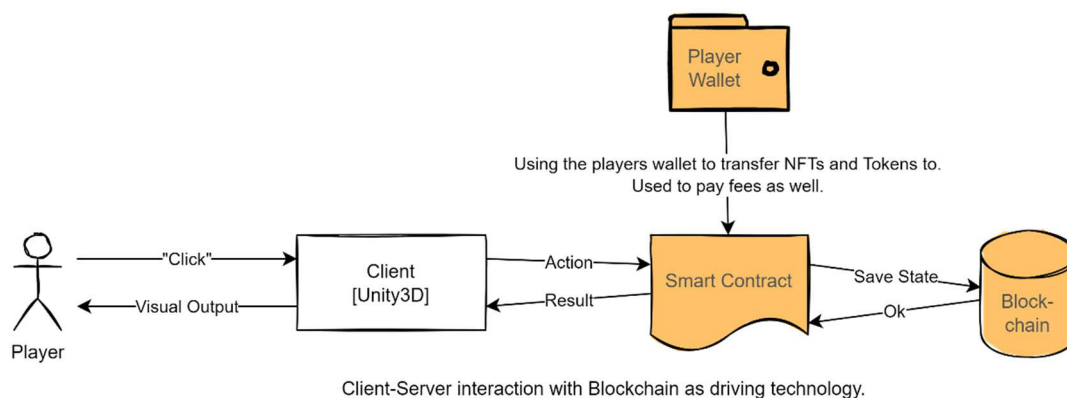 Player
Wallet
Using the players wallet to transfer NFTs and Tokens to.
Used to pay fees as well.
"Click"
Client
[Unity3D]
Action
Smart Contract
Save State
Visual Output
Result
Ok
Block-
chain
Player
Client-Server interaction with Blockchain as driving technology.